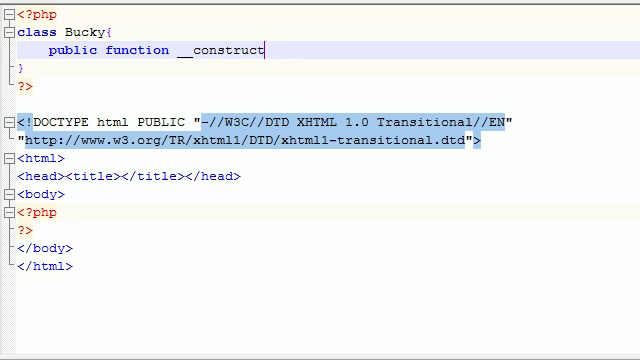 <?php
class Bucky{
public function __construct
}
?>
<!DOCTYPE html PUBLIC "-//W3C//DTD XHTML 1.0 Transitional//EN"
"http://www.w3.org/TR/xhtml1/DTD/xhtml1-transitional.dtd">
<html>
<head><title></title></head>
<body>
<?php
?>
</body>
</html>